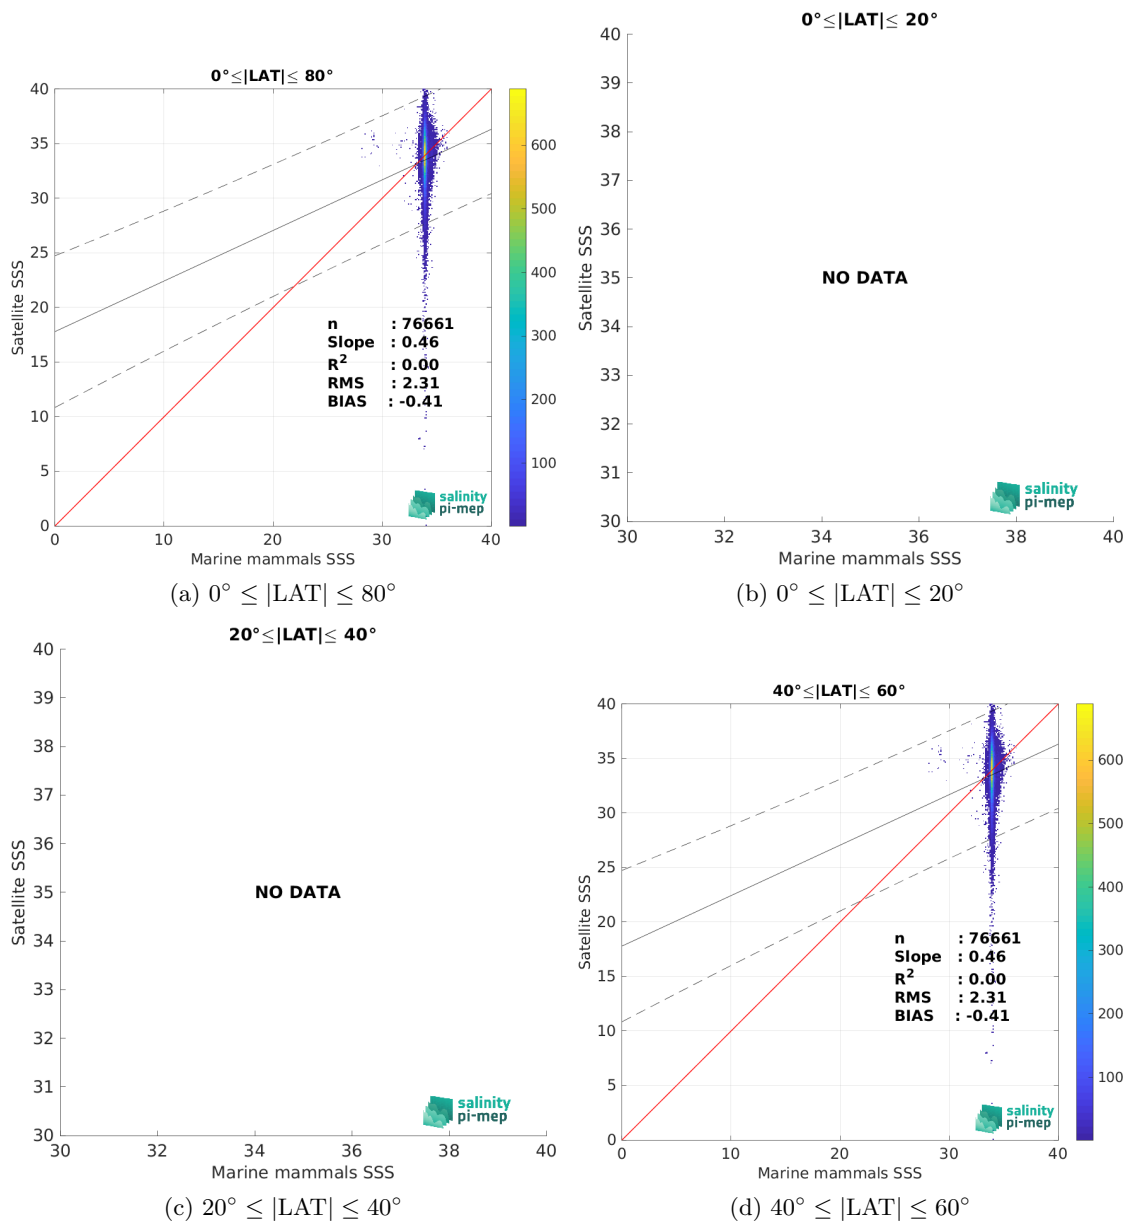 0°≤|LAT|≤ 80°
40
35
30
25
20
15
10
5
0
Satellite SSS
n : 76661
Slope : 0.46
R² : 0.00
RMS : 2.31
BIAS : -0.41
salinity
pi-mep
0 10 20 30 40
Marine mammals SSS
600
500
400
300
200
100
(a) 0° ≤ |LAT| ≤ 80°
0°≤|LAT|≤ 20°
40
39
38
37
36
35
34
33
32
31
30
Satellite SSS
NO DATA
salinity
pi-mep
30 32 34 36 38 40
Marine mammals SSS
(b) 0° ≤ |LAT| ≤ 20°
20°≤|LAT|≤ 40°
40
39
38
37
36
35
34
33
32
31
30
Satellite SSS
NO DATA
salinity
pi-mep
30 32 34 36 38 40
Marine mammals SSS
(c) 20° ≤ |LAT| ≤ 40°
40°≤|LAT|≤ 60°
40
35
30
25
20
15
10
5
0
Satellite SSS
n : 76661
Slope : 0.46
R² : 0.00
RMS : 2.31
BIAS : -0.41
salinity
pi-mep
0 10 20 30 40
Marine mammals SSS
600
500
400
300
200
100
(d) 40° ≤ |LAT| ≤ 60°